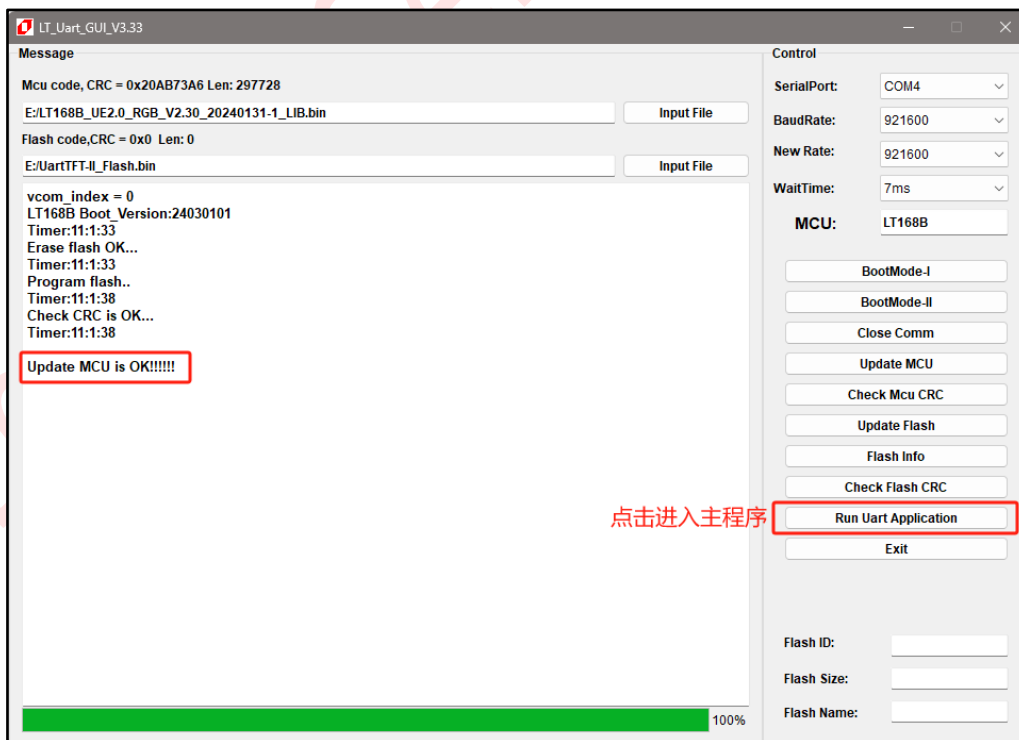 LT_Uart_GUI_V3.33
Message
Mcu code, CRC = 0x20AB73A6 Len: 297728
E:/LT168B_UE2.0_RGB_V2.30_20240131-1_LIB.bin
Input File
Flash code,CRC = 0x0 Len: 0
E:/UartTFT-II_Flash.bin
Input File
vcom_index = 0
LT168B Boot_Version:24030101
Timer:11:1:33
Erase flash OK...
Timer:11:1:33
Program flash..
Timer:11:1:38
Check CRC is OK...
Timer:11:1:38
Update MCU is OK!!!!!!
100%
Control
SerialPort: COM4
BaudRate: 921600
New Rate: 921600
WaitTime: 7ms
MCU: LT168B
BootMode-I
BootMode-II
Close Comm
Update MCU
Check Mcu CRC
Update Flash
Flash Info
Check Flash CRC
点击进入主程序
Run Uart Application
Exit
Flash ID:
Flash Size:
Flash Name: